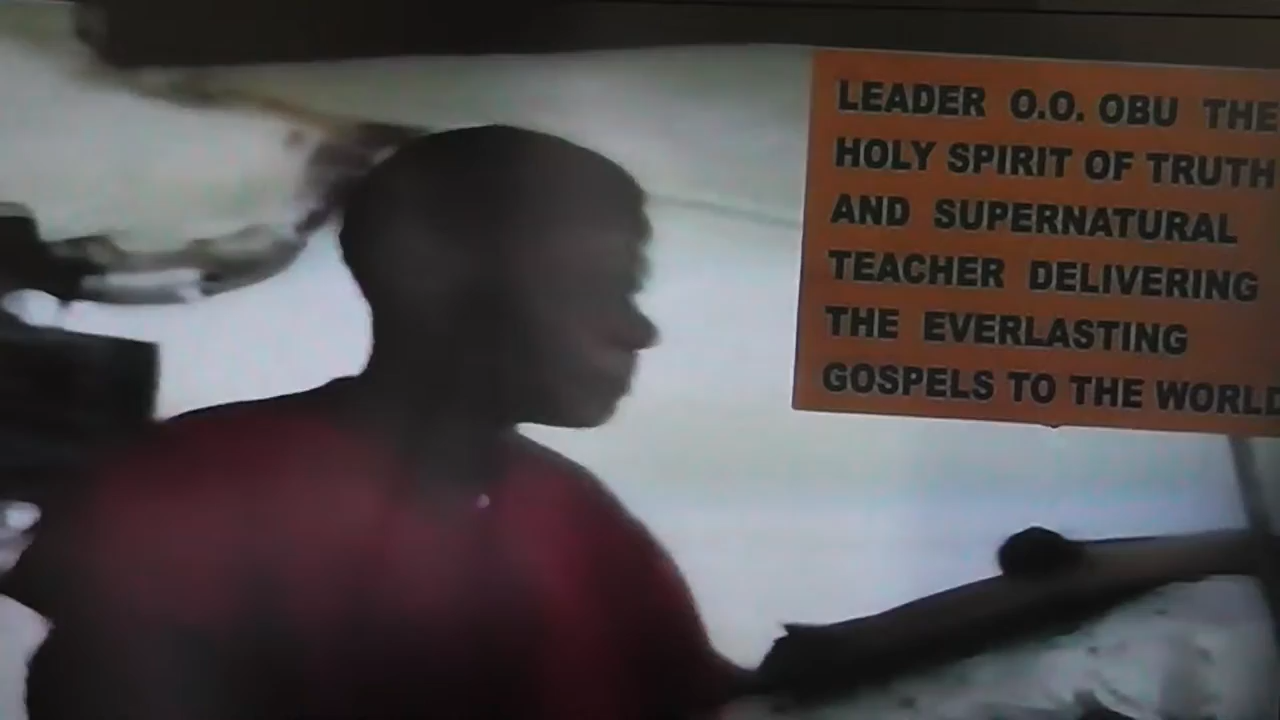 LEADER O.O. OBU THE
HOLY SPIRIT OF TRUTH
AND SUPERNATURAL
TEACHER DELIVERING
THE EVERLASTING
GOSPELS TO THE WORLD